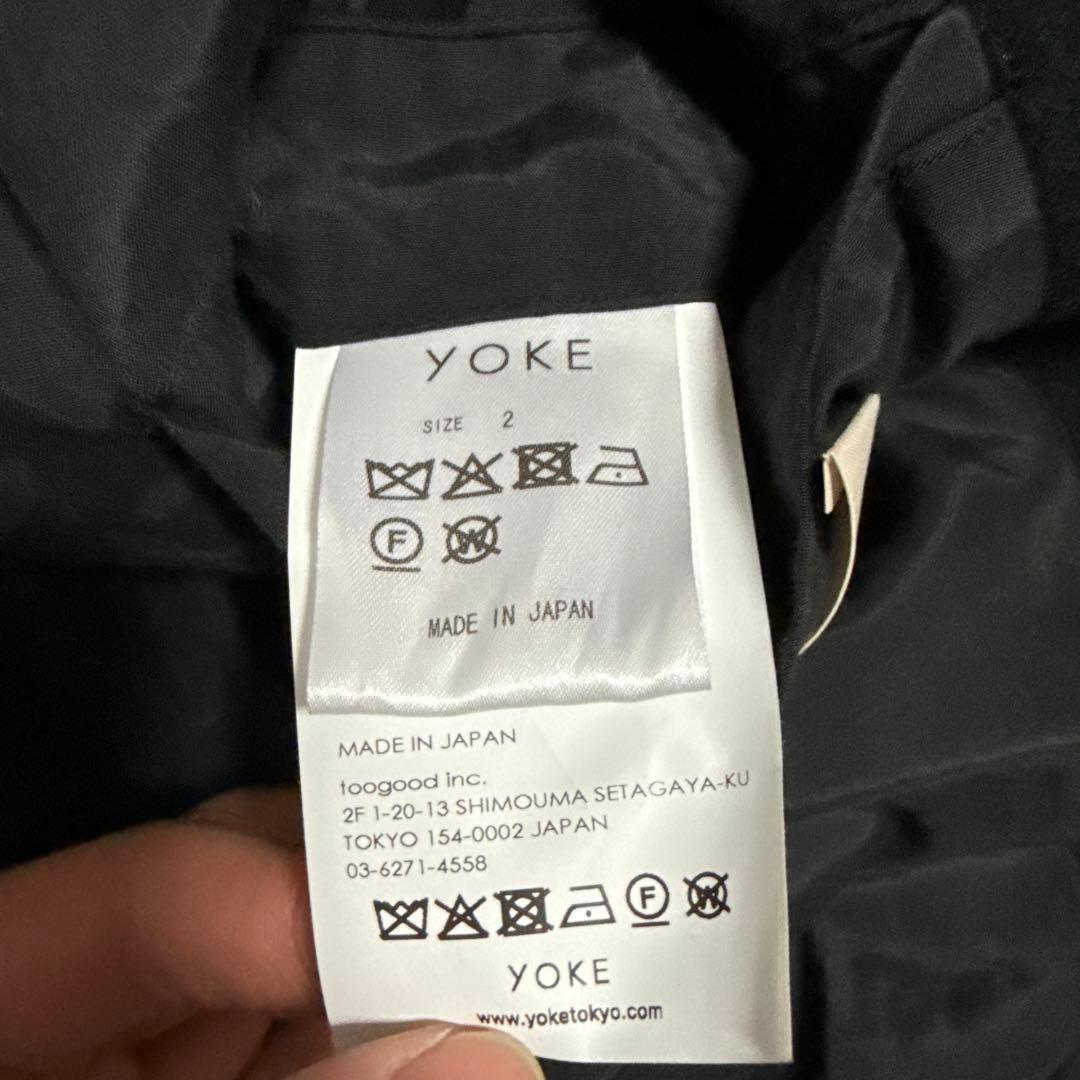 YOKE
SIZE 2
F W
MADE IN JAPAN
MADE IN JAPAN
toogood inc.
2F 1-20-13 SHIMOUMA SETAGAYA-KU
TOKYO 154-0002 JAPAN
03-6271-4558
F W
YOKE
www.yoketokyo.com